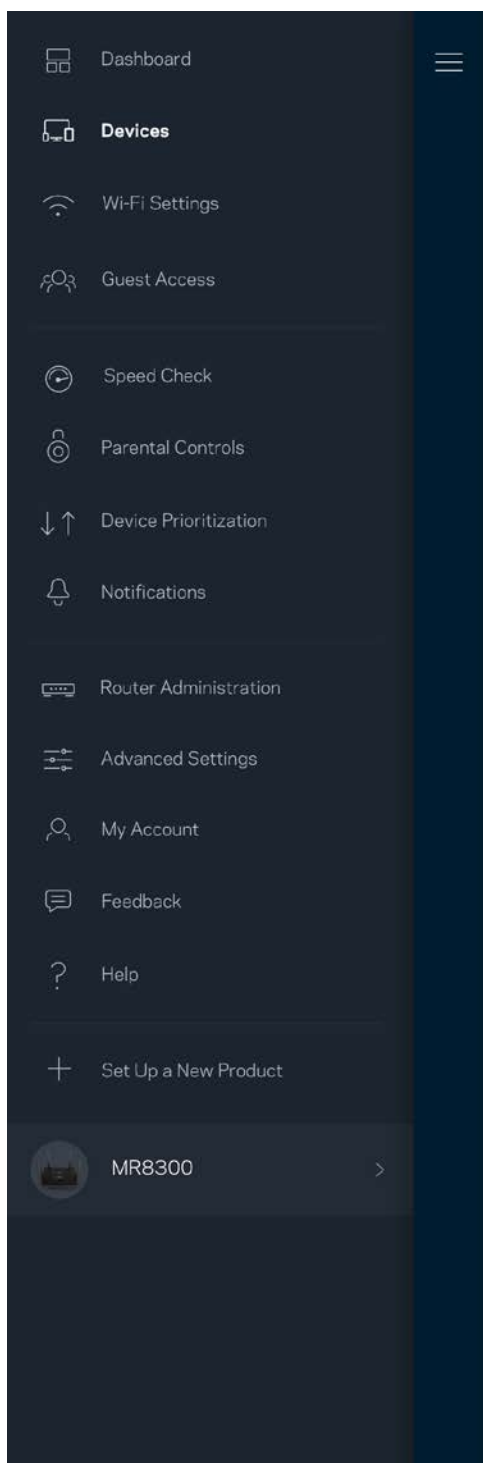 Dashboard
Devices
Wi-Fi Settings
Guest Access
Speed Check
Parental Controls
Device Prioritization
Notifications
Router Administration
Advanced Settings
My Account
Feedback
Help
Set Up a New Product
MR8300